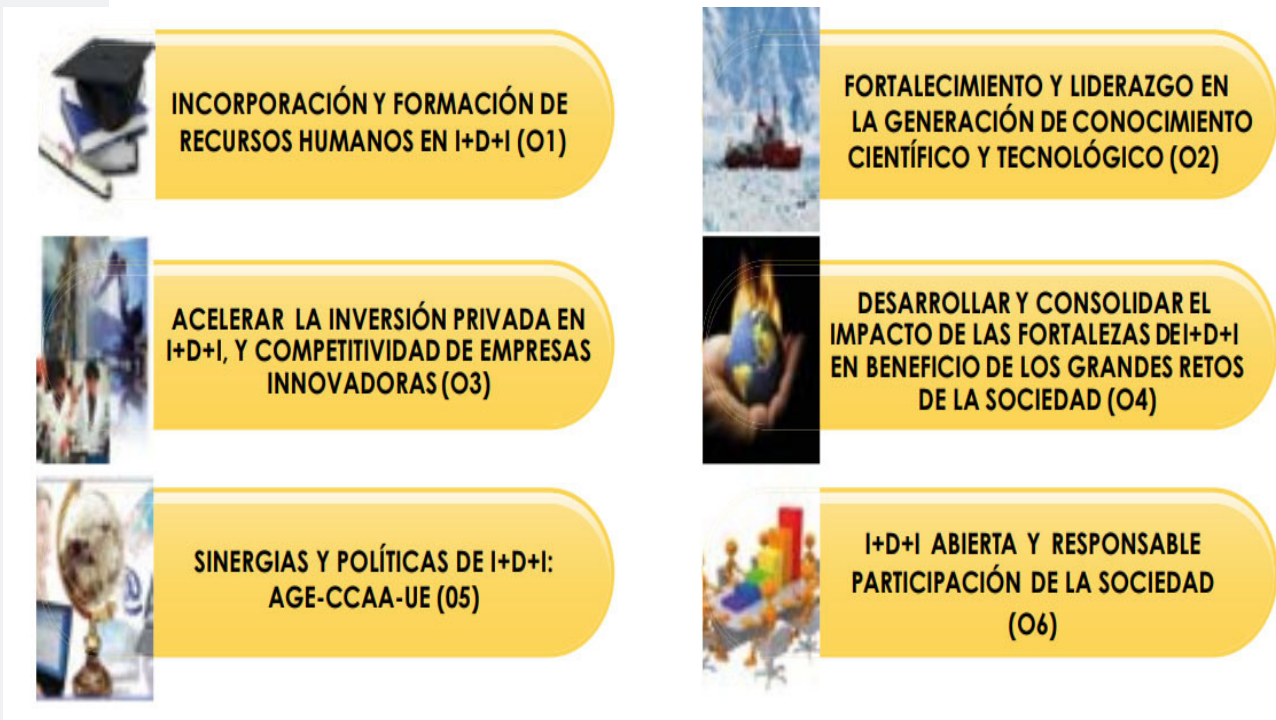 INCORPORACIÓN Y FORMACIÓN DE
RECURSOS HUMANOS EN I+D+I (O1)
FORTALECIMIENTO Y LIDERAZGO EN
LA GENERACIÓN DE CONOCIMIENTO
CIENTÍFICO Y TECNOLÓGICO (O2)
ACELERAR LA INVERSIÓN PRIVADA EN
I+D+I, Y COMPETITIVIDAD DE EMPRESAS
INNOVADORAS (O3)
DESARROLLAR Y CONSOLIDAR EL
IMPACTO DE LAS FORTALEZAS DE I+D+I
EN BENEFICIO DE LOS GRANDES RETOS
DE LA SOCIEDAD (O4)
SINERGIAS Y POLÍTICAS DE I+D+I:
AGE-CCAA-UE (05)
I+D+I ABIERTA Y RESPONSABLE
PARTICIPACIÓN DE LA SOCIEDAD
(O6)